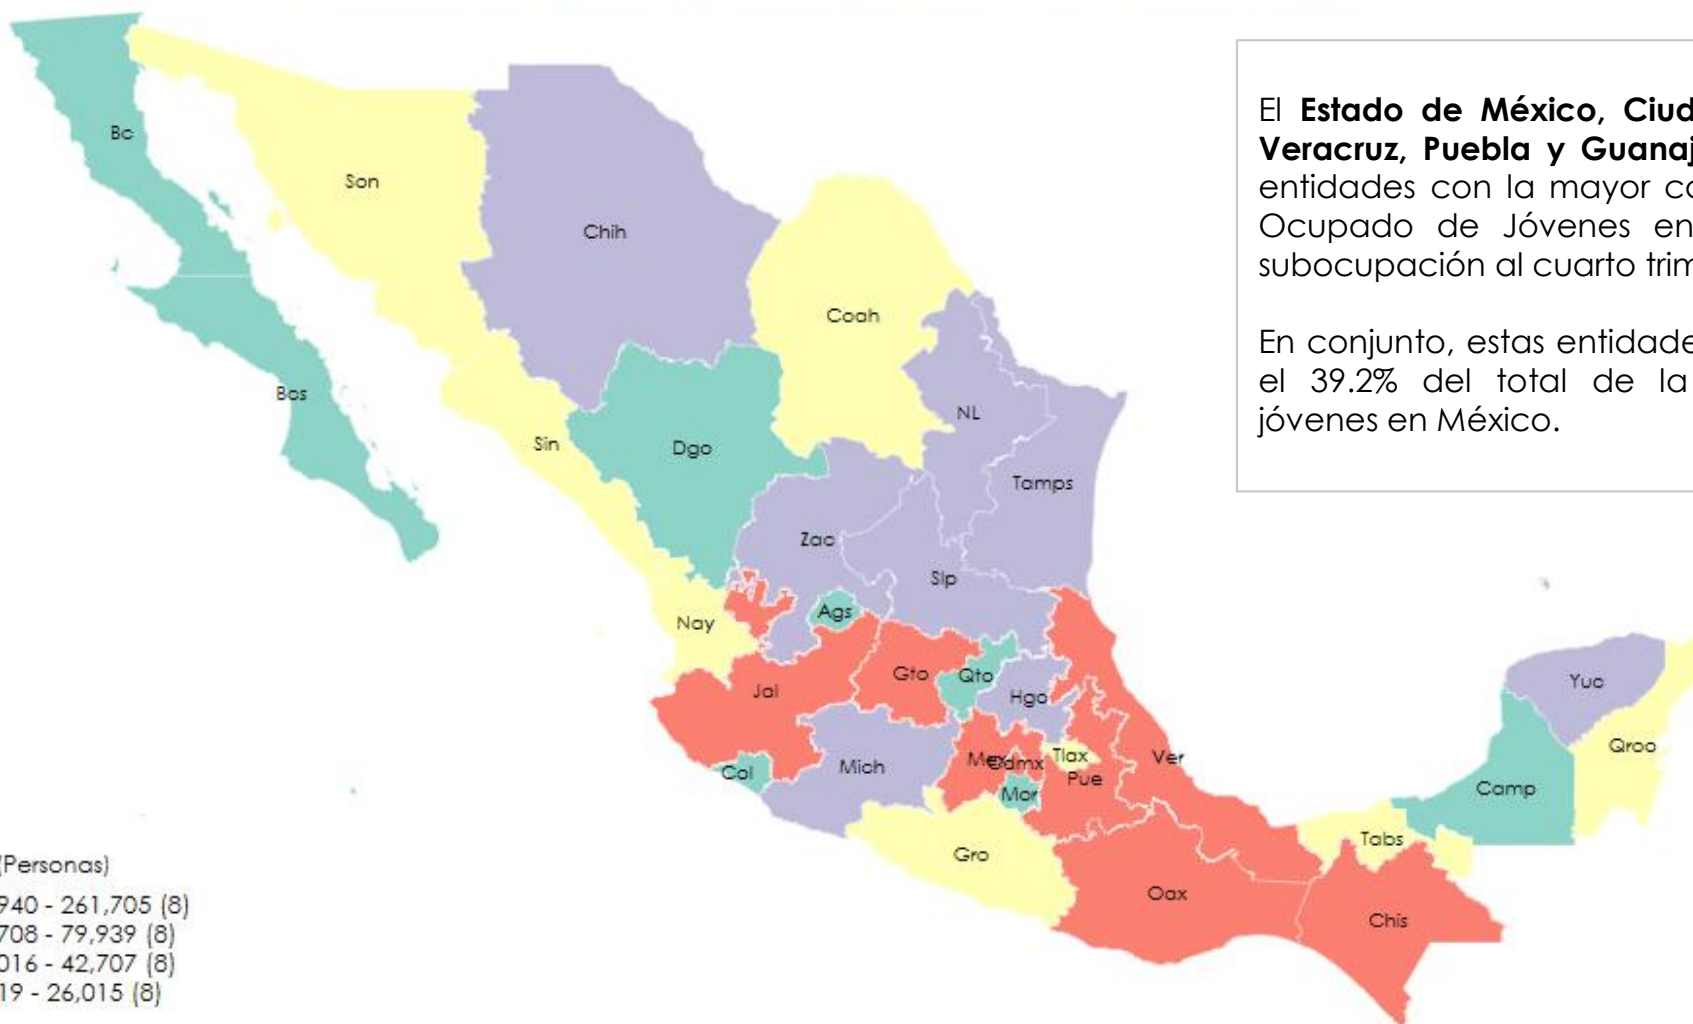 El Estado de México, Ciud
Veracruz, Puebla y Guanaj
entidades con la mayor co
Ocupado de Jóvenes en
subocupación al cuarto trim
En conjunto, estas entidade
el 39.2% del total de la
jóvenes en México.
Bc
Son
Chih
Coah
Bcs
NL
Sin
Dgo
Tamps
Zac
Slp
Nay
Ags
Gto
Qto
Jal
Hgo
Yuc
Qroo
Col
Mich
Mex
Cdmx
Tlax
Ver
Pue
Mor
Camp
Tabs
Gro
Oax
Chis
(Personas)
940 - 261,705 (8)
708 - 79,939 (8)
016 - 42,707 (8)
19 - 26,015 (8)